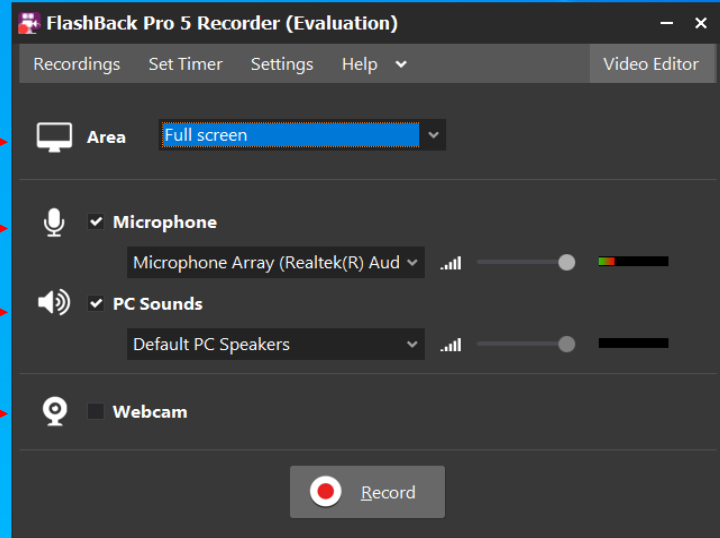 FlashBack Pro 5 Recorder (Evaluation)
Recordings Set Timer Settings Help Video Editor
Area Full screen
Microphone
Microphone Array (Realtek(R) Aud
PC Sounds
Default PC Speakers
Webcam
Record